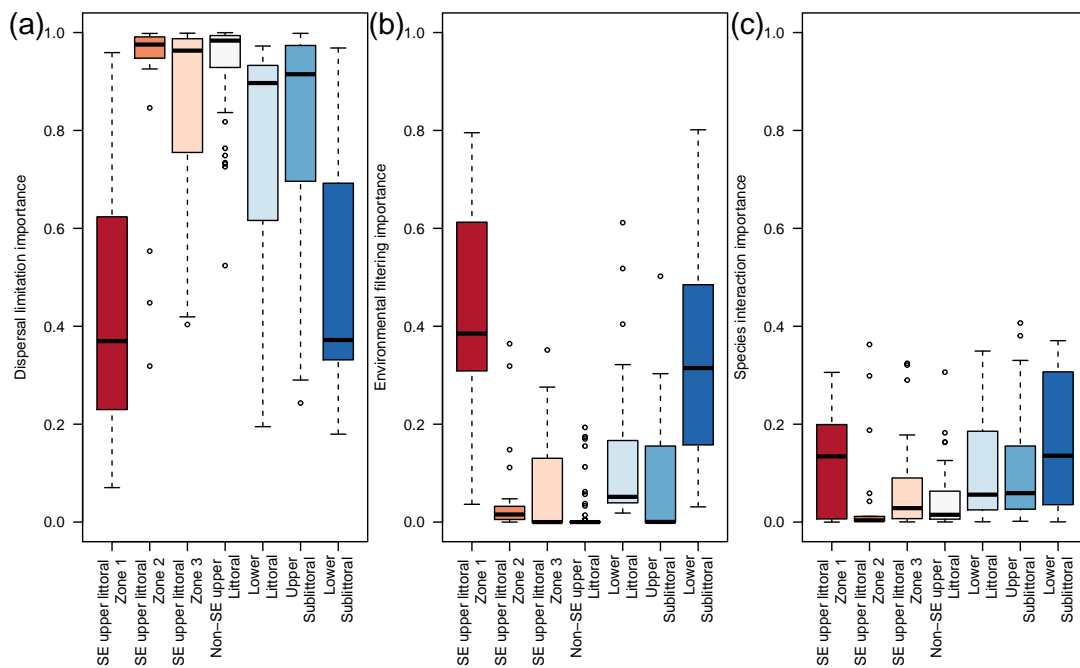 (a)
Dispersal limitation importance
1.0
0.8
0.6
0.4
0.2
0.0
SE upper littoral
Zone 1
SE upper littoral
Zone 2
SE upper littoral
Zone 3
Non−SE upper
Littoral
Lower
Littoral
Upper
Sublittoral
Lower
Sublittoral
(b)
Environmental filtering importance
1.0
0.8
0.6
0.4
0.2
0.0
SE upper littoral
Zone 1
SE upper littoral
Zone 2
SE upper littoral
Zone 3
Non−SE upper
Littoral
Lower
Littoral
Upper
Sublittoral
Lower
Sublittoral
(c)
Species interaction importance
1.0
0.8
0.6
0.4
0.2
0.0
SE upper littoral
Zone 1
SE upper littoral
Zone 2
SE upper littoral
Zone 3
Non−SE upper
Littoral
Lower
Littoral
Upper
Sublittoral
Lower
Sublittoral